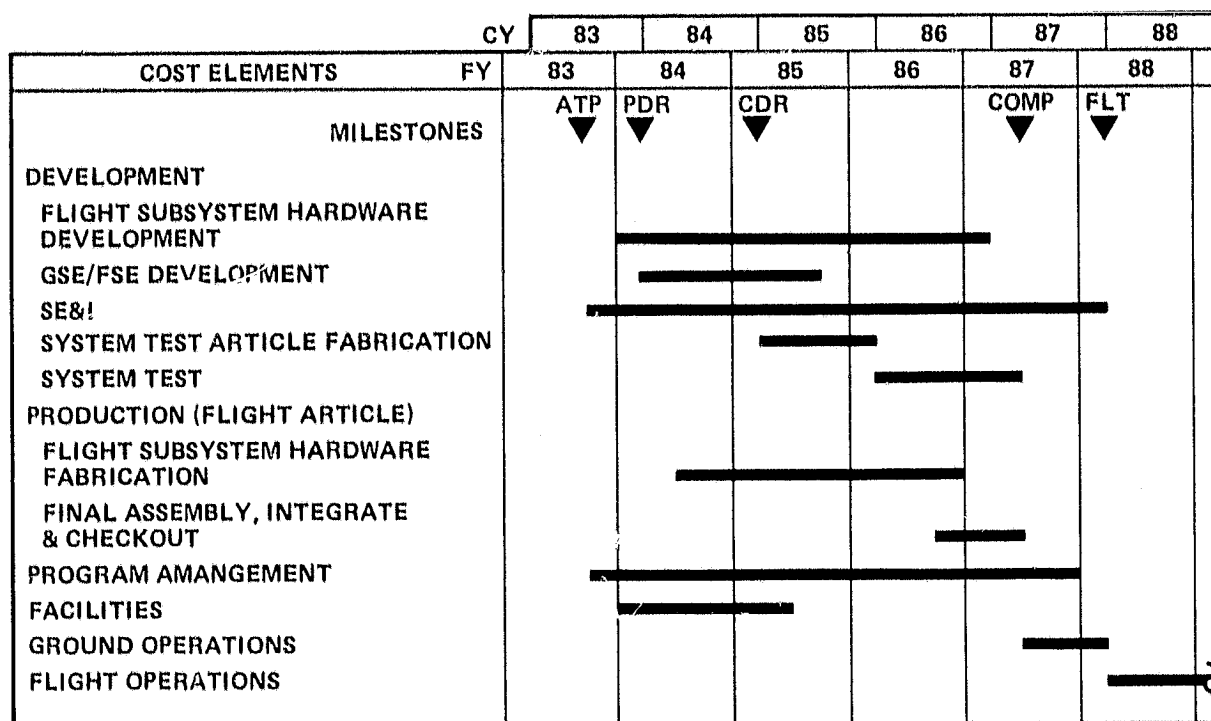 CY 83 84 85 86 87 88
COST ELEMENTS FY 83 84 85 86 87 88
ATP PDR CDR COMP FLT
MILESTONES
DEVELOPMENT
FLIGHT SUBSYSTEM HARDWARE
DEVELOPMENT
GSE/FSE DEVELOPMENT
SE&I
SYSTEM TEST ARTICLE FABRICATION
SYSTEM TEST
PRODUCTION (FLIGHT ARTICLE)
FLIGHT SUBSYSTEM HARDWARE
FABRICATION
FINAL ASSEMBLY, INTEGRATE
& CHECKOUT
PROGRAM AMANGEMENT
FACILITIES
GROUND OPERATIONS
FLIGHT OPERATIONS